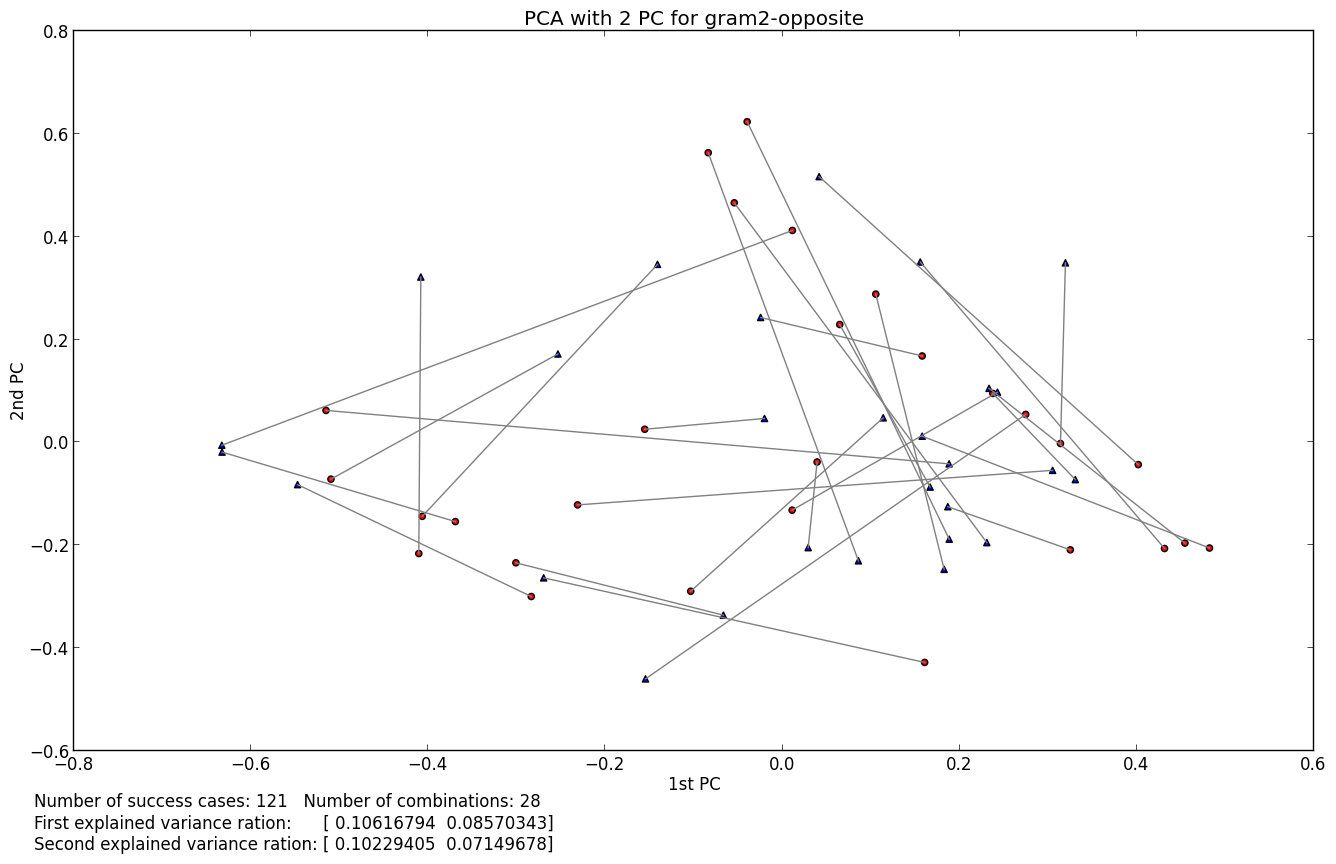 PCA with 2 PC for gram2-opposite
0.8
0.6
0.4
0.2
0.0
−0.2
−0.4
−0.6
2nd PC
−0.8 −0.6 −0.4 −0.2 0.0 0.2 0.4 0.6
1st PC
Number of success cases: 121 Number of combinations: 28
First explained variance ration: [ 0.10616794 0.08570343]
Second explained variance ration: [ 0.10229405 0.07149678]